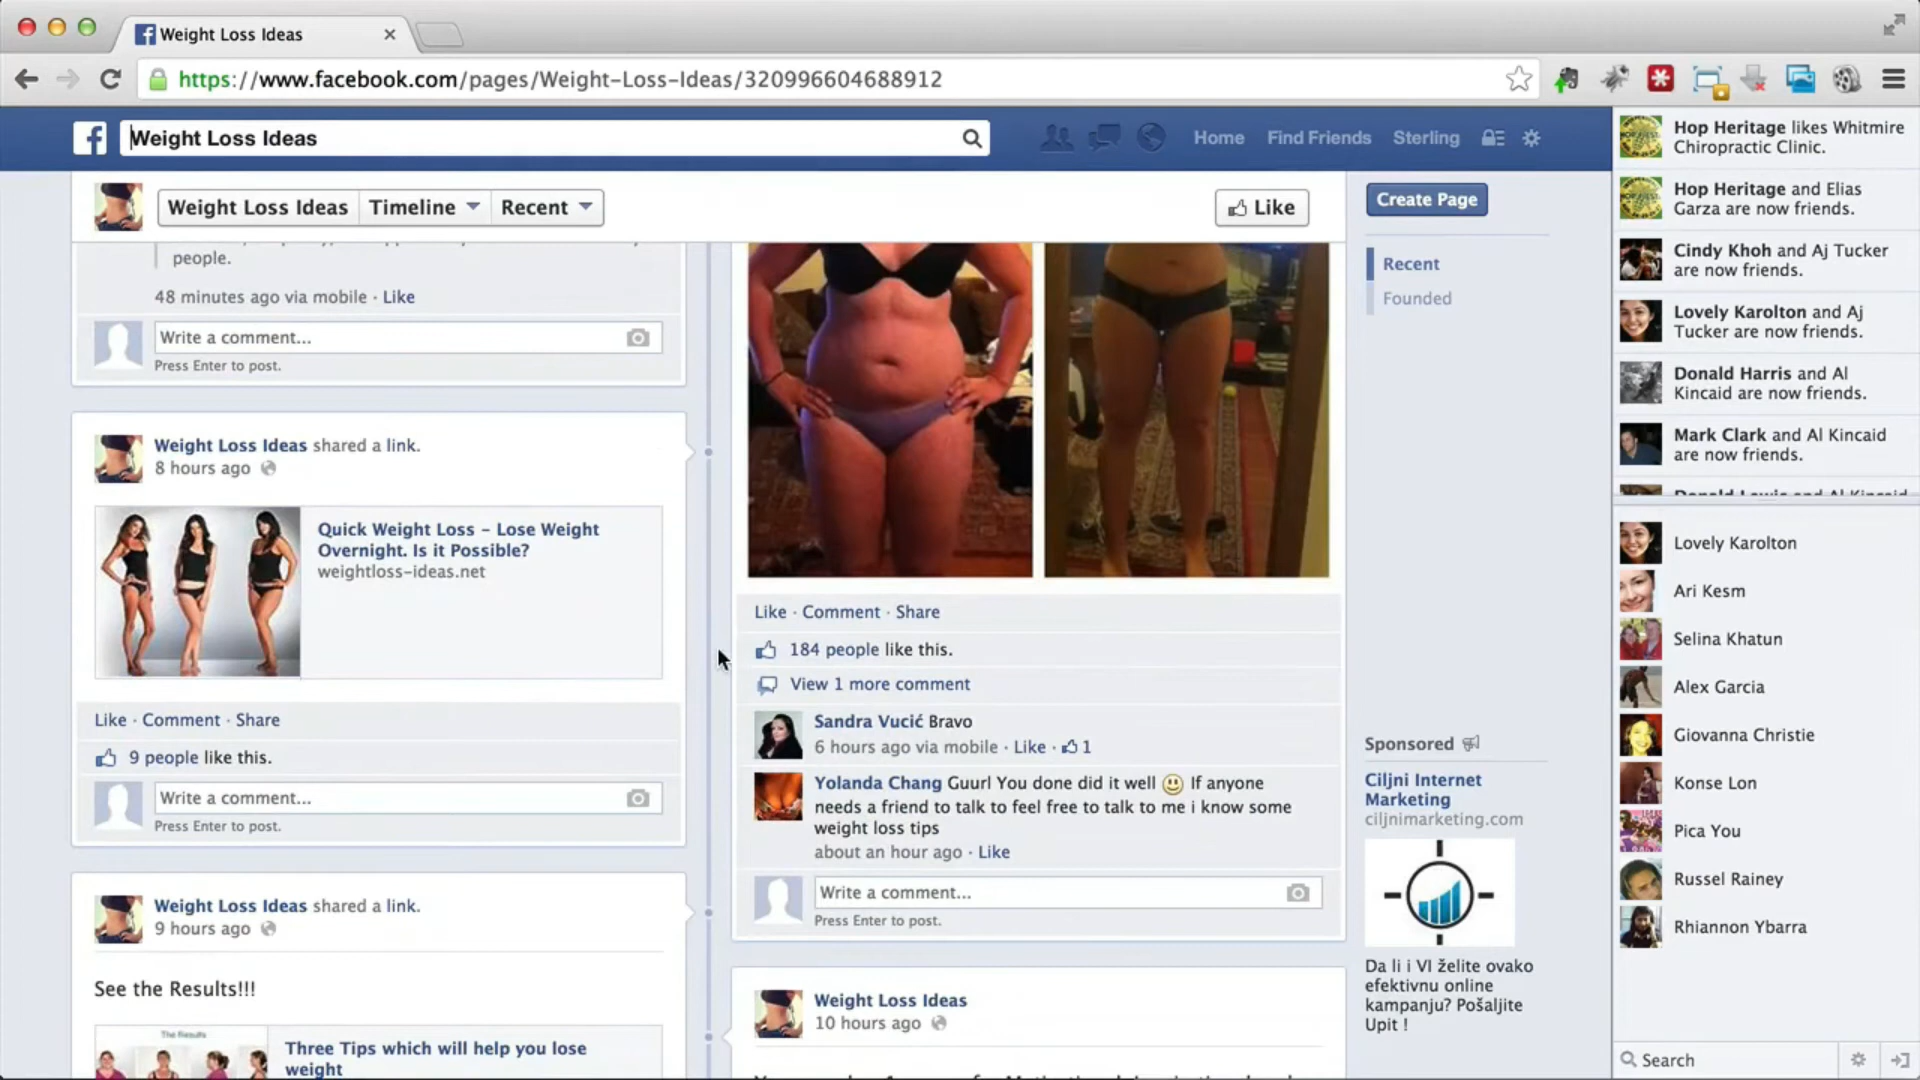 Weight Loss Ideas
https://www.facebook.com/pages/Weight-Loss-Ideas/320996604688912
Weight Loss Ideas
Home
Find Friends
Sterling
Weight Loss Ideas
Timeline
Recent
Like
Create Page
Recent
Founded
people.
48 minutes ago via mobile · Like
Write a comment...
Press Enter to post.
Weight Loss Ideas shared a link.
8 hours ago
Quick Weight Loss – Lose Weight
Overnight. Is it Possible?
weightloss-ideas.net
Like · Comment · Share
9 people like this.
Write a comment...
Press Enter to post.
Weight Loss Ideas shared a link.
9 hours ago
See the Results!!!
The Results
Three Tips which will help you lose
weight
Like · Comment · Share
184 people like this.
View 1 more comment
Sandra Vucić Bravo
6 hours ago via mobile · Like · 1
Yolanda Chang Guurl You done did it well If anyone
needs a friend to talk to feel free to talk to me i know some
weight loss tips
about an hour ago · Like
Write a comment...
Press Enter to post.
Weight Loss Ideas
10 hours ago
Sponsored
Ciljni Internet
Marketing
ciljnimarketing.com
Da li i VI želite ovako
efektivnu online
kampanju? Pošaljite
Upit !
Hop Heritage likes Whitmire
Chiropractic Clinic.
Hop Heritage and Elias
Garza are now friends.
Cindy Khoh and Aj Tucker
are now friends.
Lovely Karolton and Aj
Tucker are now friends.
Donald Harris and Al
Kincaid are now friends.
Mark Clark and Al Kincaid
are now friends.
Donald Lewis and Al Kincaid
Lovely Karolton
Ari Kesm
Selina Khatun
Alex Garcia
Giovanna Christie
Konse Lon
Pica You
Russel Rainey
Rhiannon Ybarra
Search